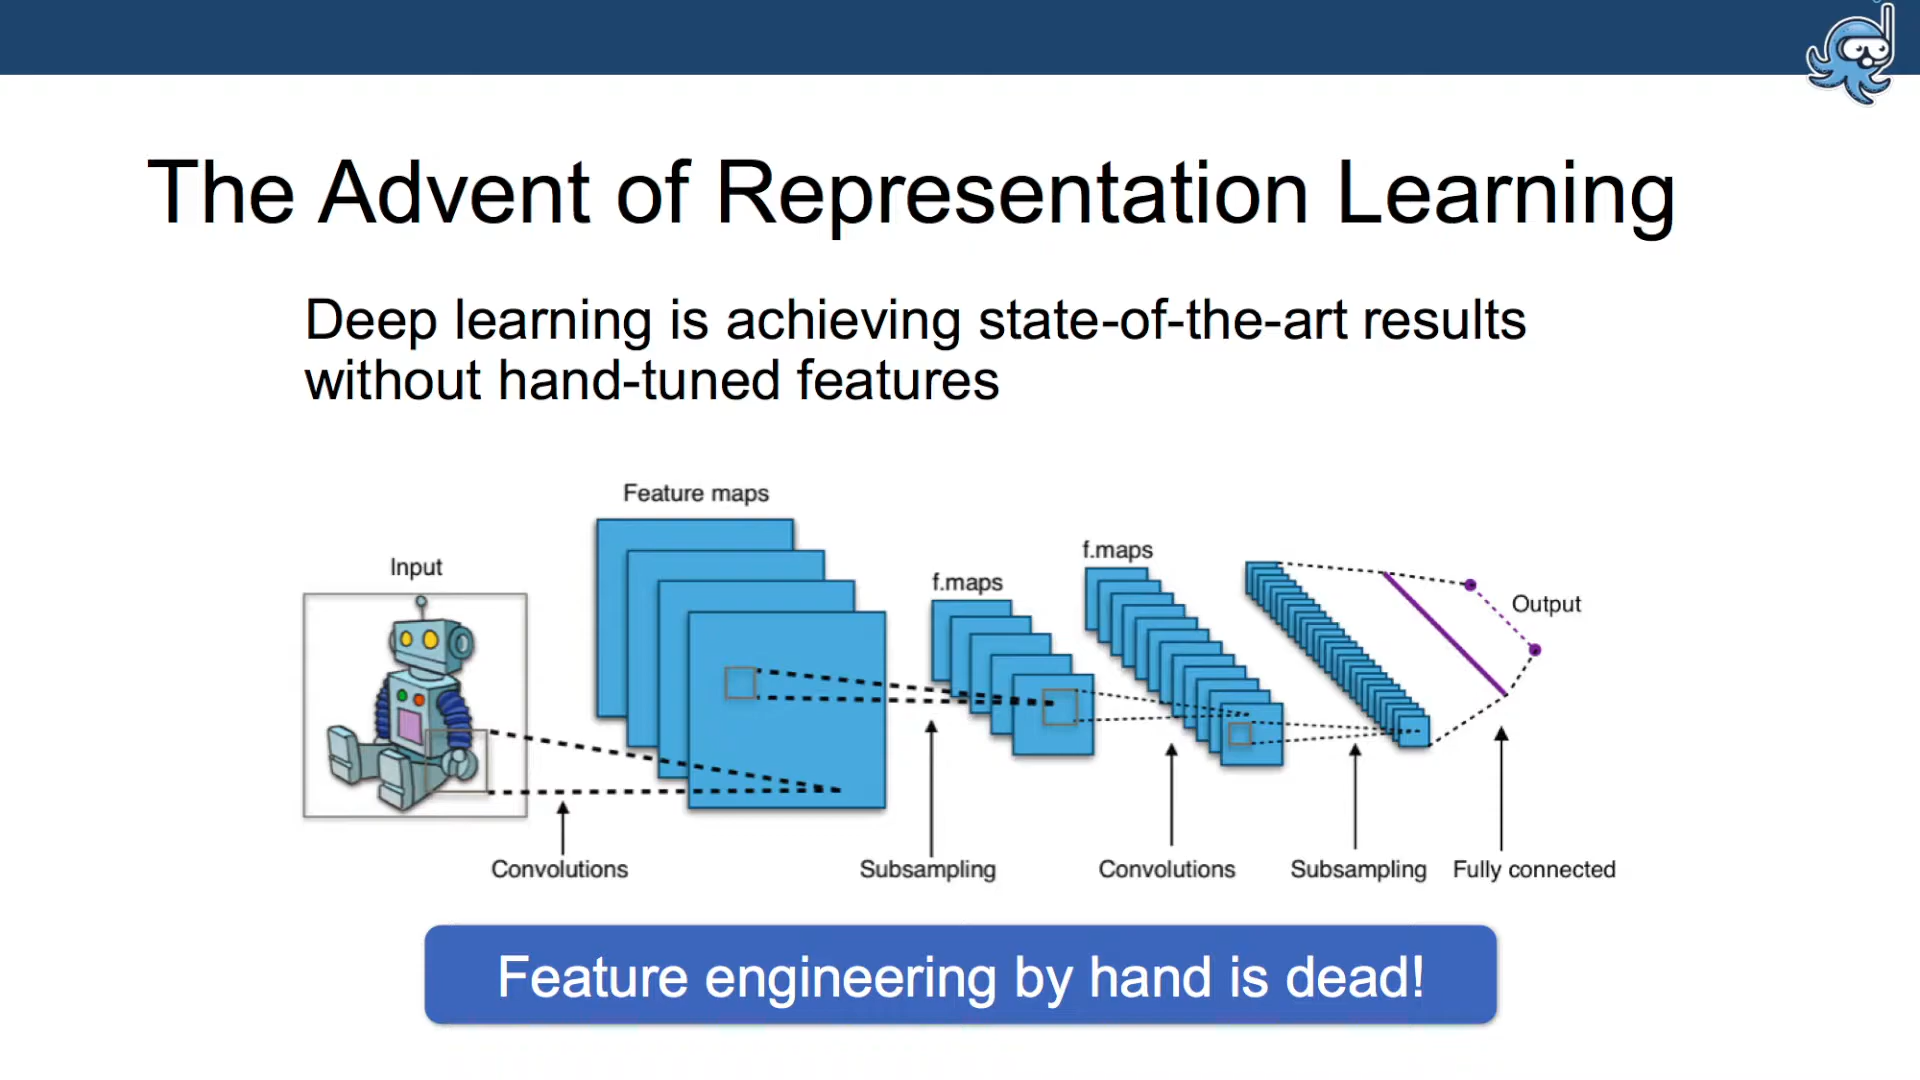 The Advent of Representation Learning
Deep learning is achieving state-of-the-art results
without hand-tuned features
Feature maps
f.maps
Input
f.maps
Output
Convolutions
Subsampling
Convolutions
Subsampling
Fully connected
Feature engineering by hand is dead!